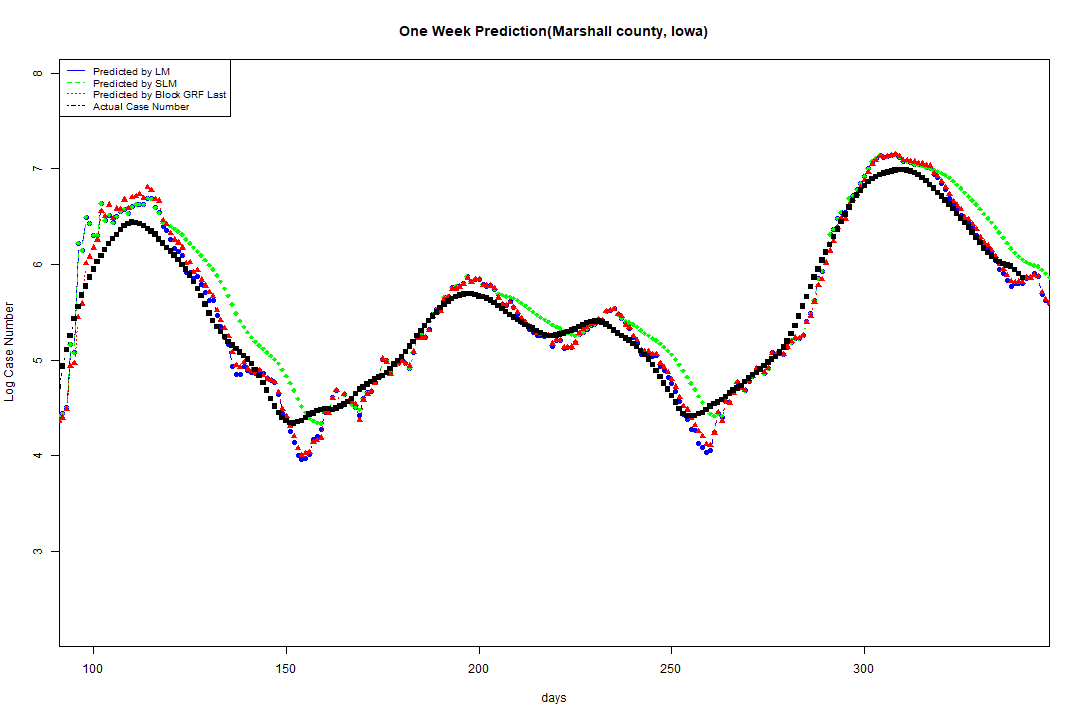 One Week Prediction(Marshall county, Iowa)
Predicted by LM
Predicted by SLM
Predicted by Block GRF Last
Actual Case Number
8
7
6
5
4
3
Log Case Number
100 150 200 250 300
days